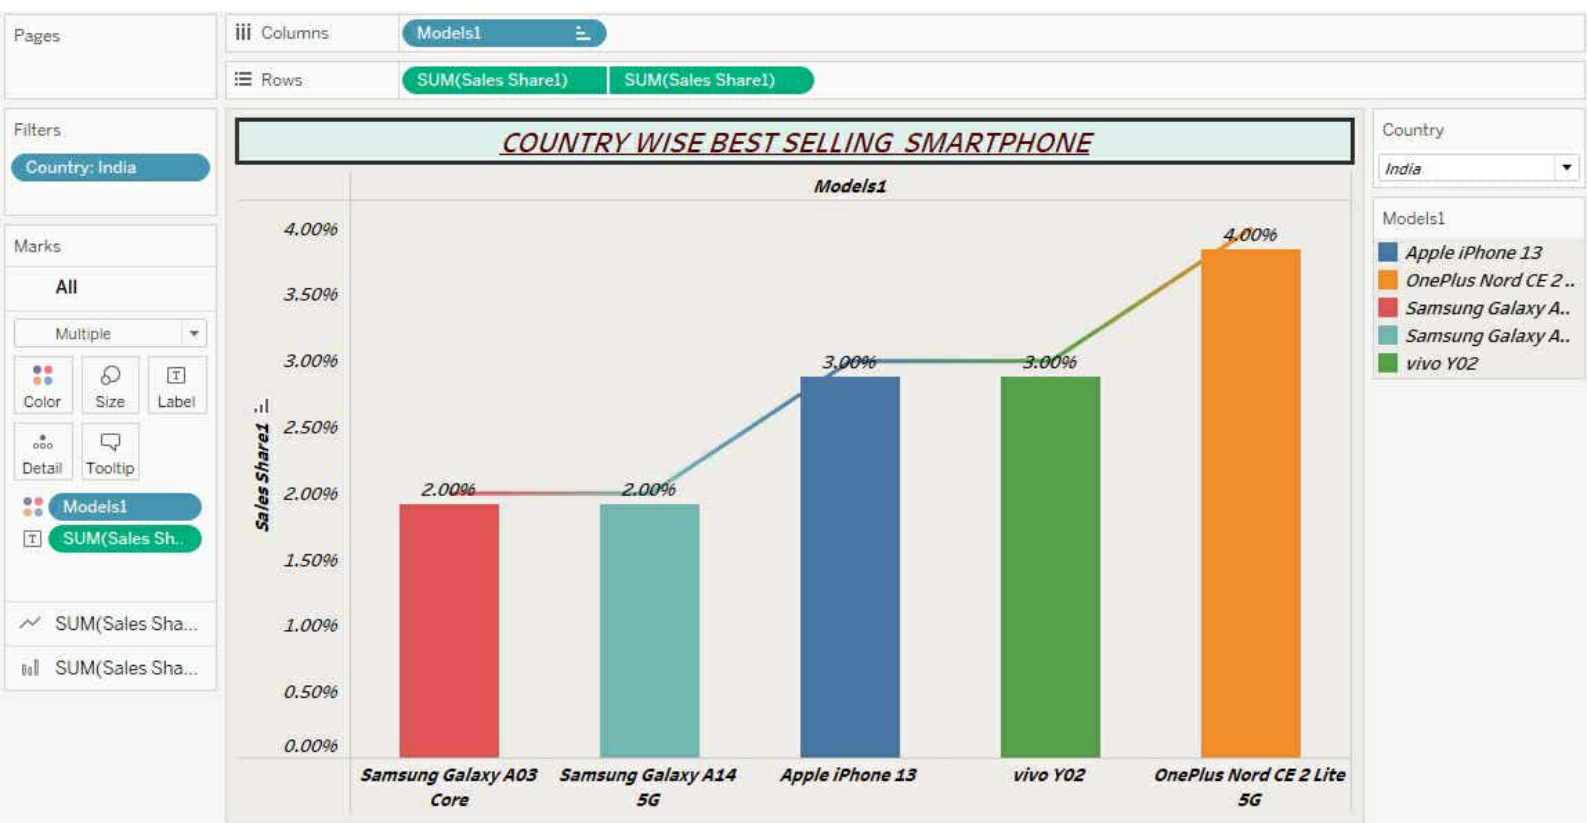 Pages
Columns
Models1
Rows
SUM(Sales Share1)
SUM(Sales Share1)
Filters
Country: India
Marks
All
Multiple
Color
Size
Label
Detail
Tooltip
Models1
SUM(Sales Sh..
SUM(Sales Sha...
SUM(Sales Sha...
COUNTRY WISE BEST SELLING SMARTPHONE
Models1
Sales Share1
4.00%
3.50%
3.00%
2.50%
2.00%
1.50%
1.00%
0.50%
0.00%
2.00%
2.00%
3.00%
3.00%
4.00%
Samsung Galaxy A03
Core
Samsung Galaxy A14
5G
Apple iPhone 13
vivo Y02
OnePlus Nord CE 2 Lite
5G
Country
India
Models1
Apple iPhone 13
OnePlus Nord CE 2 ..
Samsung Galaxy A..
Samsung Galaxy A..
vivo Y02